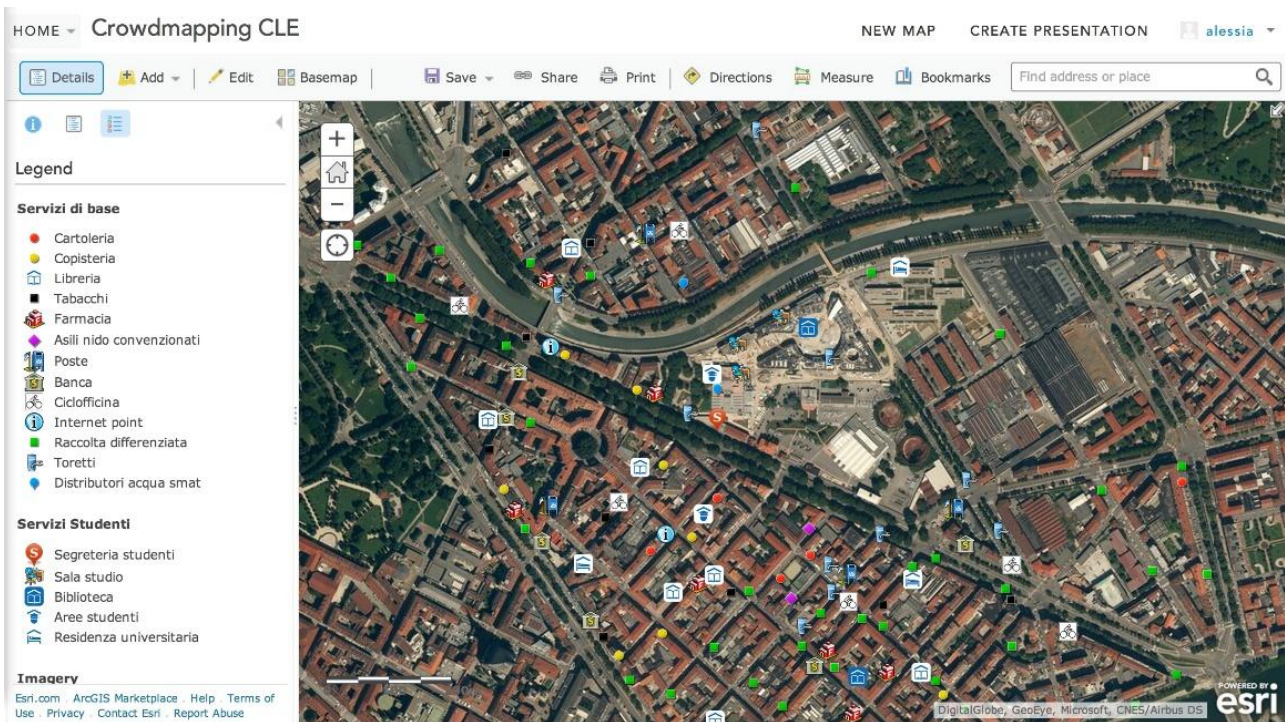 HOME Crowdmapping CLE NEW MAP CREATE PRESENTATION alessia
Details Add Edit Basemap Save Share Print Directions Measure Bookmarks Find address or place
Legend
Servizi di base
Cartoleria
Copisteria
Libreria
Tabacchi
Farmacia
Asili nido convenzionati
Poste
Banca
Ciclofficina
Internet point
Raccolta differenziata
Toretti
Distributori acqua smat
Servizi Studenti
Segreteria studenti
Sala studio
Biblioteca
Aree studenti
Residenza universitaria
Imagery
Esri.com . ArcGIS Marketplace . Help . Terms of
Use . Privacy . Contact Esri . Report Abuse
POWERED BY
esri
DigitalGlobe, GeoEye, Microsoft, CNES/Airbus DS